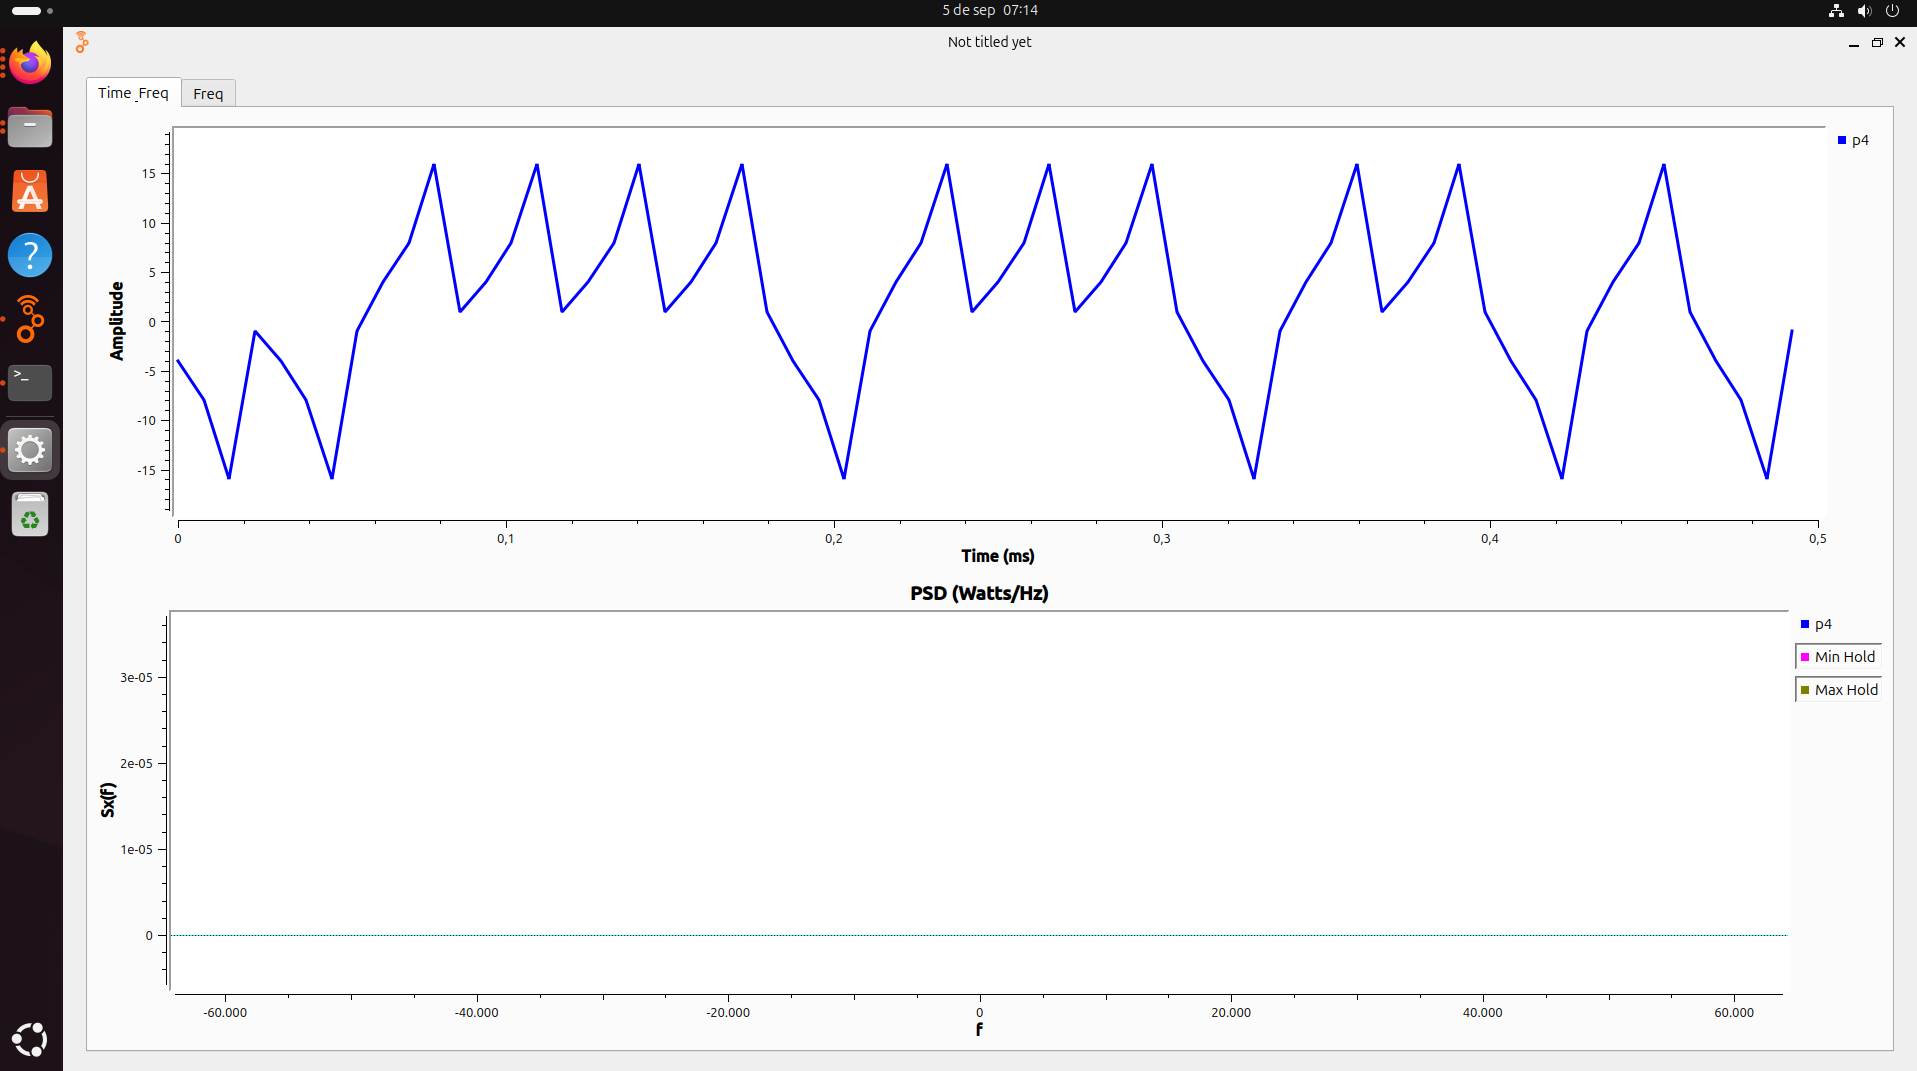 5 de sep 07:14
Not titled yet
Time_Freq
Freq
p4
15
10
5
0
-5
-10
-15
Amplitude
0
0,1
0,2
0,3
0,4
0,5
Time (ms)
PSD (Watts/Hz)
p4
Min Hold
Max Hold
3e-05
2e-05
1e-05
0
Sx(f)
-60.000
-40.000
-20.000
0
20.000
40.000
60.000
f